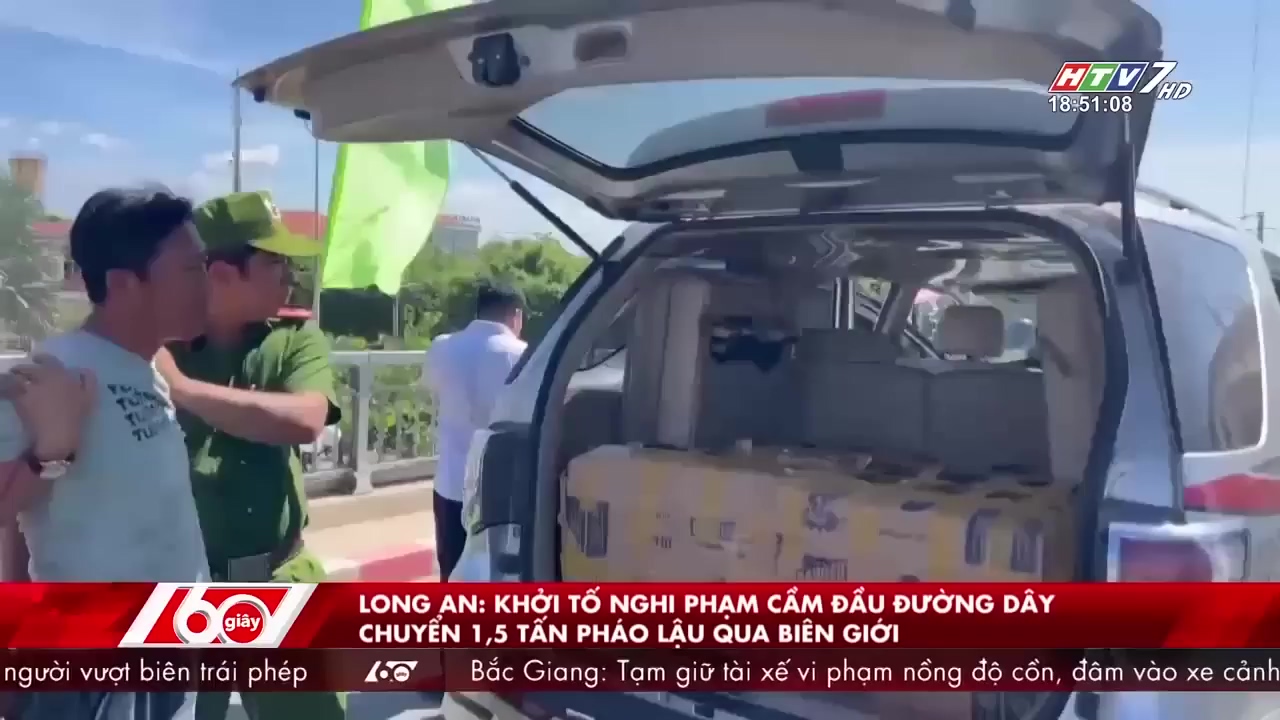 HTV7 HD
18:51:08
60 giây
LONG AN: KHỞI TỐ NGHI PHẠM CẦM ĐẦU ĐƯỜNG DÂY
CHUYỂN 1,5 TẤN PHÁO LẬU QUA BIÊN GIỚI
người vượt biên trái phép
60 giây
Bắc Giang: Tạm giữ tài xế vi phạm nồng độ cồn, đâm vào xe cảnh